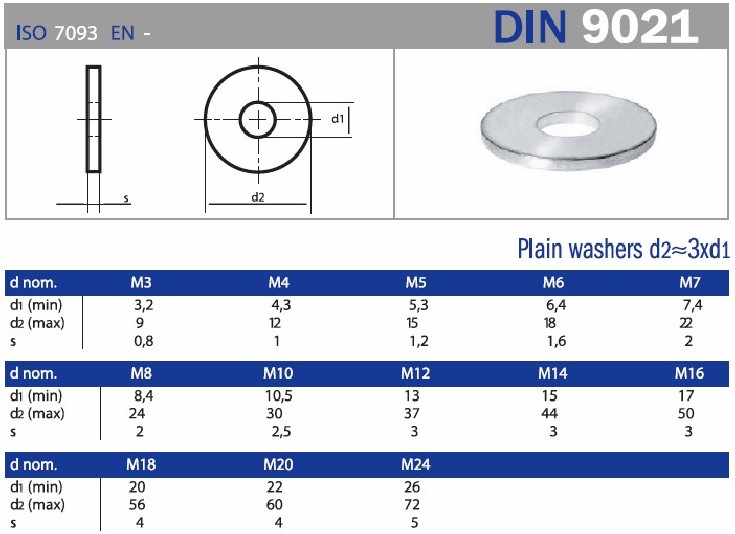 ISO 7093 EN - DIN 9021
d1
s
d2
Plain washers d2≈3xd1
d nom. M3 M4 M5 M6 M7
d1 (min) 3,2 4,3 5,3 6,4 7,4
d2 (max) 9 12 15 18 22
s 0,8 1 1,2 1,6 2
d nom. M8 M10 M12 M14 M16
d1 (min) 8,4 10,5 13 15 17
d2 (max) 24 30 37 44 50
s 2 2,5 3 3 3
d nom. M18 M20 M24
d1 (min) 20 22 26
d2 (max) 56 60 72
s 4 4 5